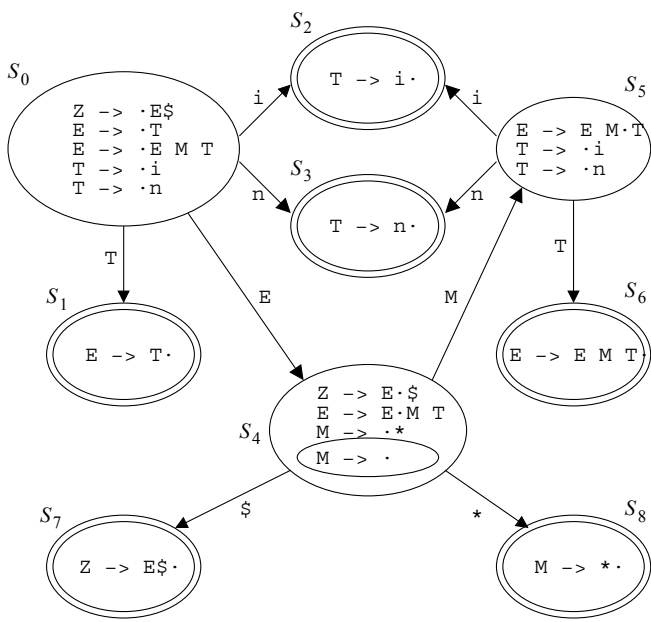 S2
T -> i·
S0
Z -> ·E$
E -> ·T
E -> ·E M T
T -> ·i
T -> ·n
i
n
S3
T -> n·
S5
E -> E M·T
T -> ·i
T -> ·n
i
n
T
S1
E -> T·
E
M
T
S6
E -> E M T·
S4
Z -> E·$
E -> E·M T
M -> ·*
M -> ·
S7
$
Z -> E$·
*
S8
M -> *·